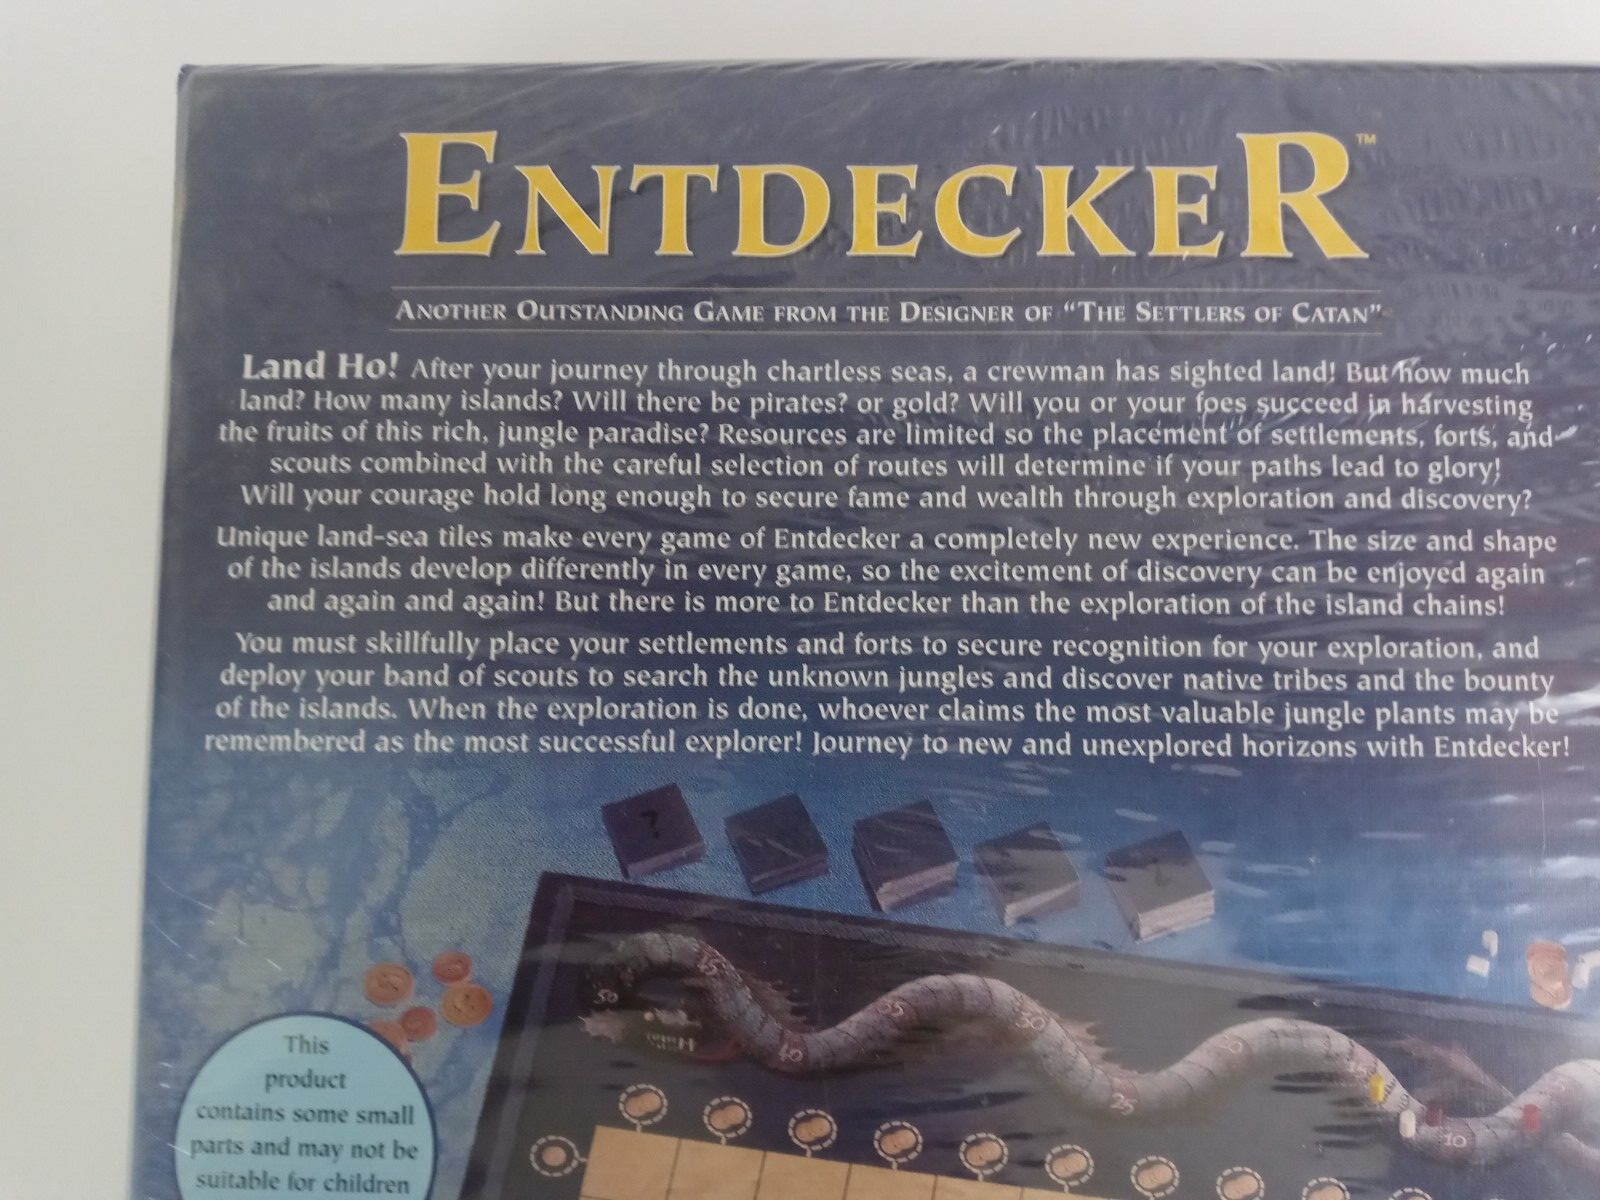 ENTDECKER™
ANOTHER OUTSTANDING GAME FROM THE DESIGNER OF "THE SETTLERS OF CATAN"
Land Ho! After your journey through chartless seas, a crewman has sighted land! But how much
land? How many islands? Will there be pirates? or gold? Will you or your foes succeed in harvesting
the fruits of this rich, jungle paradise? Resources are limited so the placement of settlements, forts, and
scouts combined with the careful selection of routes will determine if your paths lead to glory!
Will your courage hold long enough to secure fame and wealth through exploration and discovery?
Unique land-sea tiles make every game of Entdecker a completely new experience. The size and shape
of the islands develop differently in every game, so the excitement of discovery can be enjoyed again
and again and again! But there is more to Entdecker than the exploration of the island chains!
You must skillfully place your settlements and forts to secure recognition for your exploration, and
deploy your band of scouts to search the unknown jungles and discover native tribes and the bounty
of the islands. When the exploration is done, whoever claims the most valuable jungle plants may be
remembered as the most successful explorer! Journey to new and unexplored horizons with Entdecker!
?
50
45
40
35
30
25
10
This
product
contains some small
parts and may not be
suitable for children